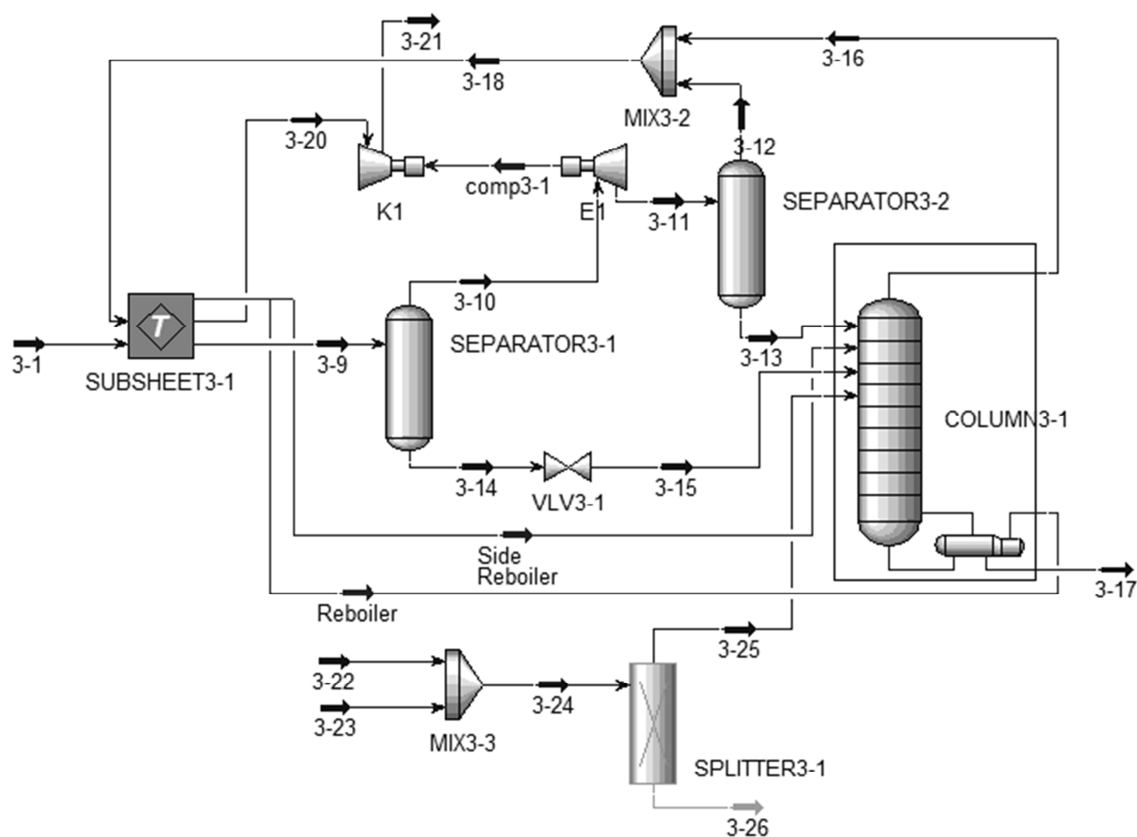 3-21
3-16
3-18
MIX3-2
3-20
3-12
comp3-1
K1
E1
3-11
SEPARATOR3-2
3-10
SEPARATOR3-1
3-1
3-9
3-13
SUBSHEET3-1
COLUMN3-1
3-14
VLV3-1
3-15
Side
Reboiler
Reboiler
3-17
3-25
3-22
3-23
3-24
MIX3-3
SPLITTER3-1
3-26
T